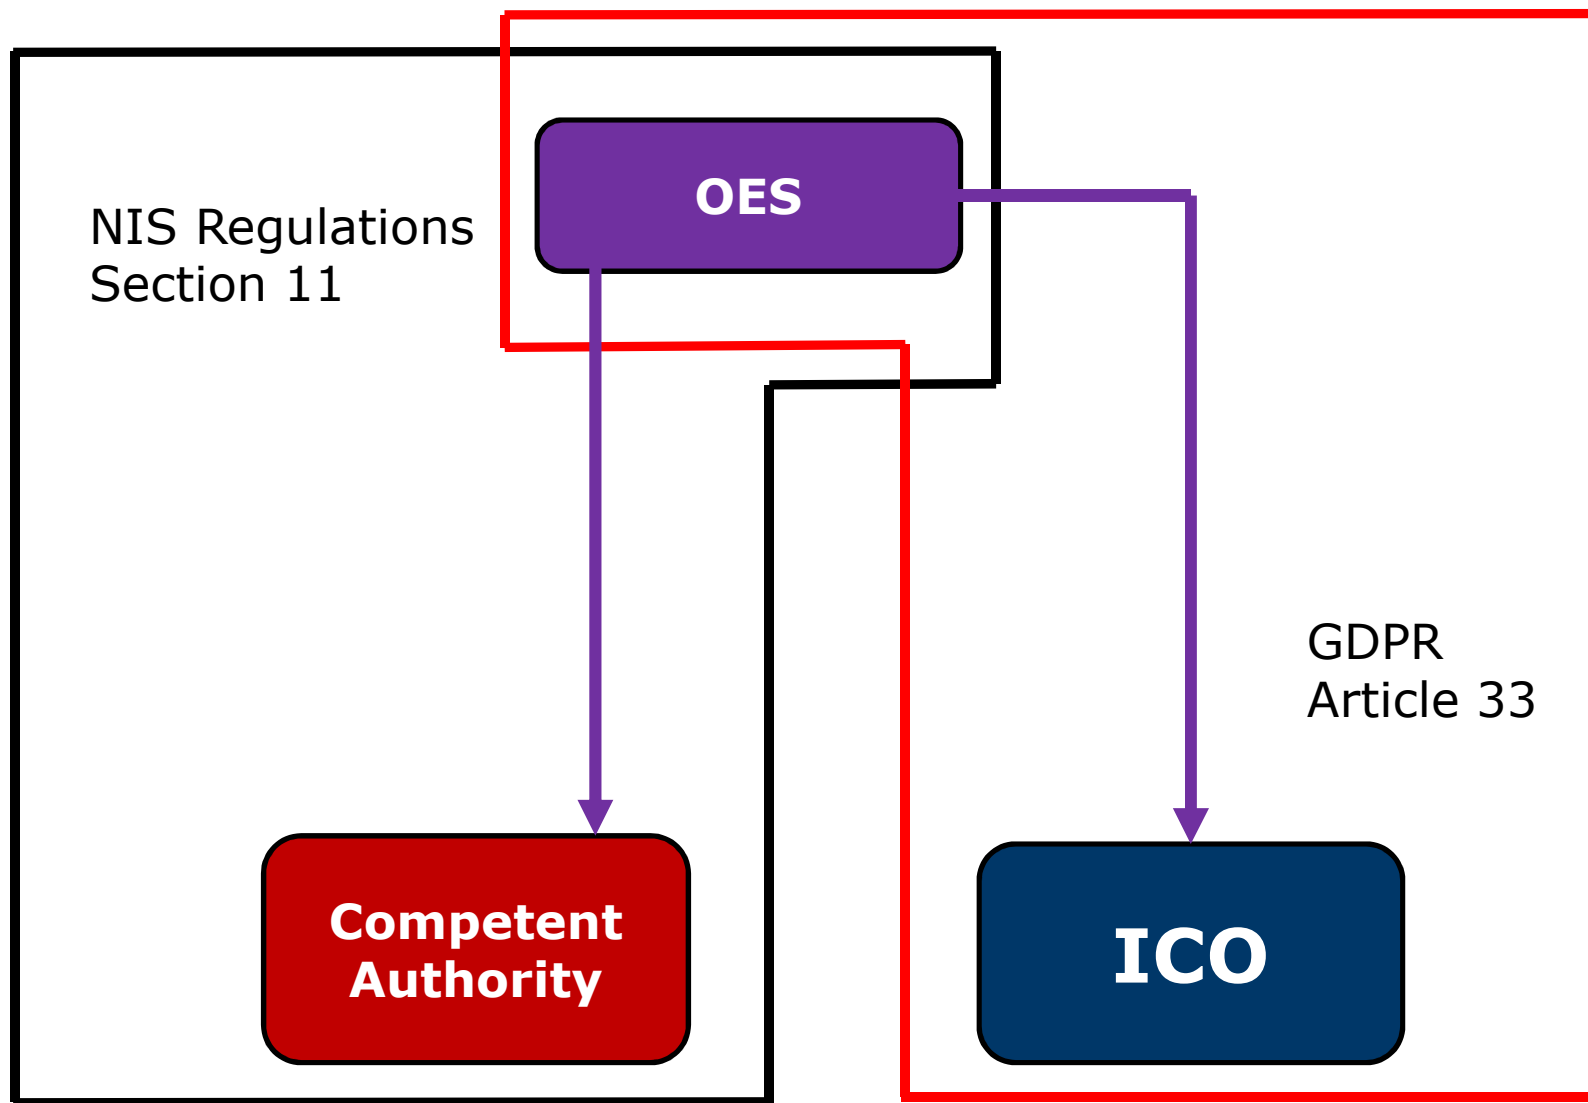 OES
NIS Regulations
Section 11
GDPR
Article 33
Competent
Authority
ICO